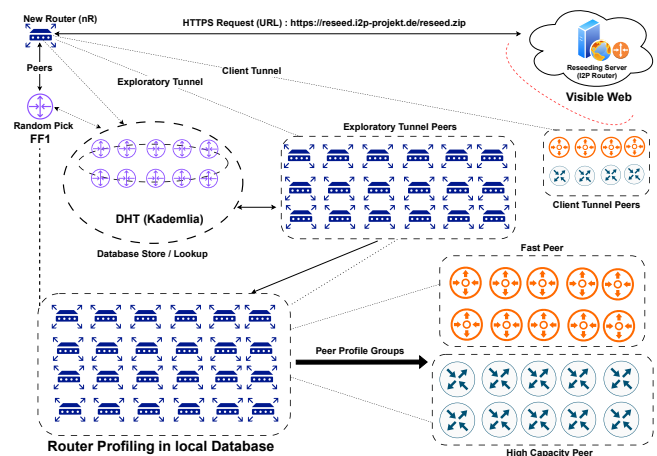 New Router (nR)
HTTPS Request (URL) : https://reseed.i2p-projekt.de/reseed.zip
Reseeding Server
(I2P Router)
Visible Web
Peers
Client Tunnel
Exploratory Tunnel
Random Pick
FF1
Exploratory Tunnel Peers
DHT (Kademlia)
Client Tunnel Peers
Database Store / Lookup
Fast Peer
Peer Profile Groups
Router Profiling in local Database
High Capacity Peer